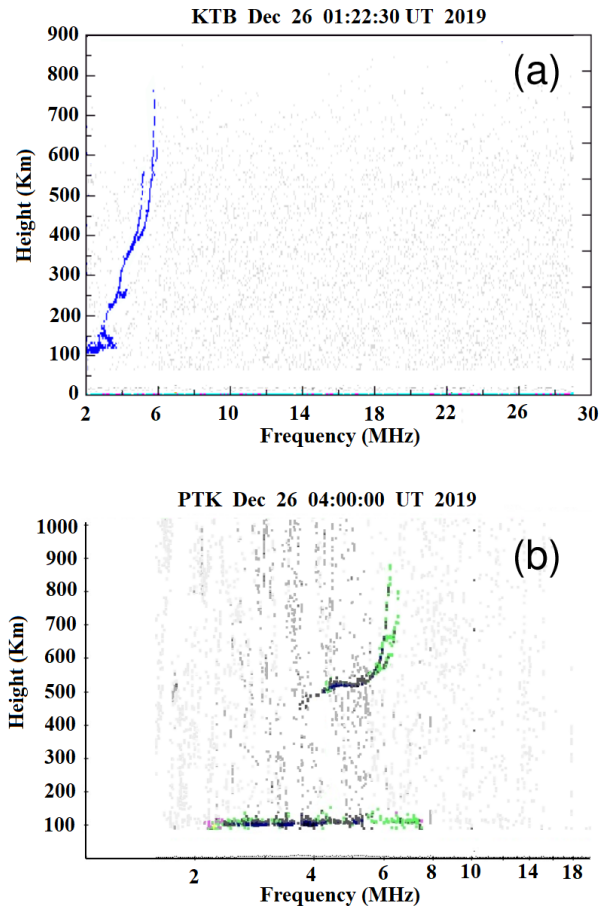 KTB Dec 26 01:22:30 UT 2019
(a)
Height (Km)
900
800
700
600
500
400
300
200
100
0
2 6 10 14 18 22 26 30
Frequency (MHz)
PTK Dec 26 04:00:00 UT 2019
(b)
Height (Km)
1000
900
800
700
600
500
400
300
200
100
2 4 6 8 10 14 18
Frequency (MHz)